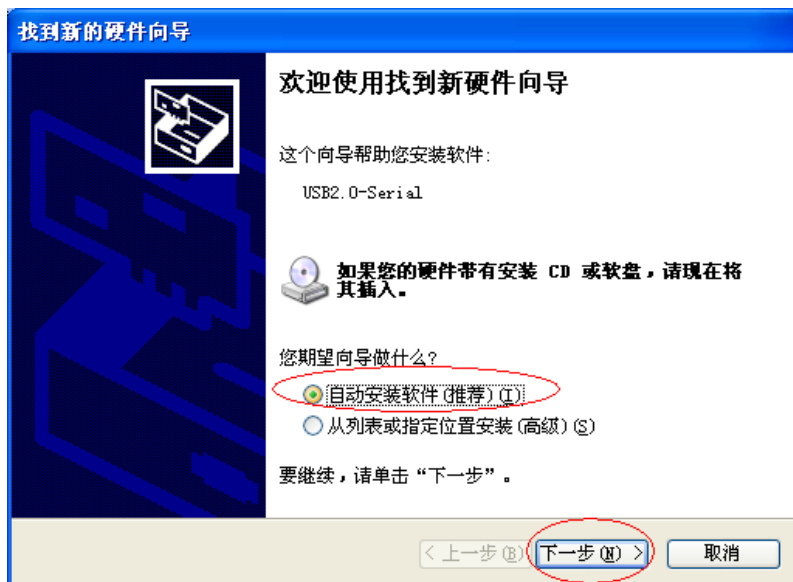 找到新的硬件向导
欢迎使用找到新硬件向导
这个向导帮助您安装软件:
USB2.0-Serial
如果您的硬件带有安装 CD 或软盘，请现在将
其插入。
您期望向导做什么?
自动安装软件(推荐)(I)
从列表或指定位置安装(高级)(S)
要继续，请单击“下一步”。
< 上一步(B)
下一步(N) >
取消